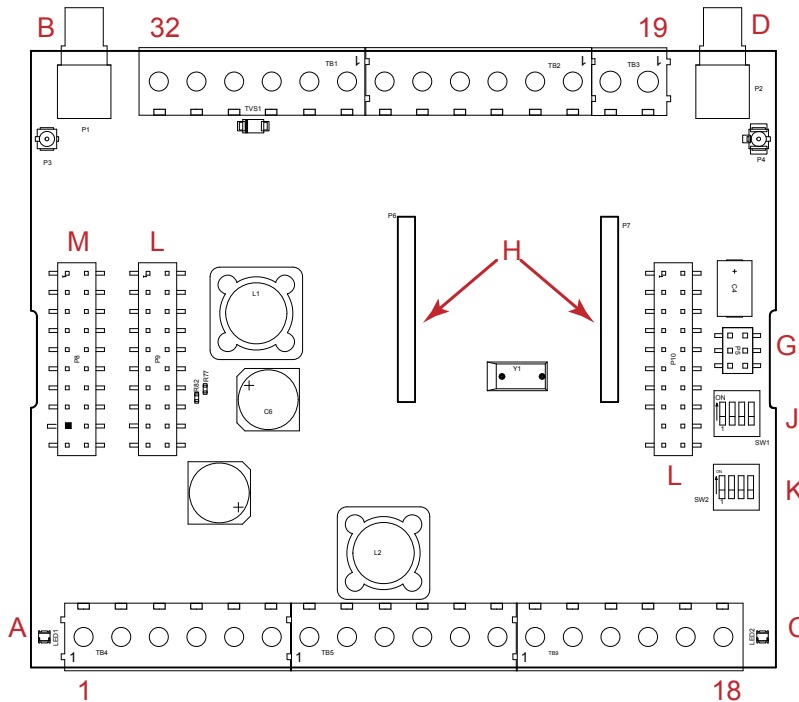 B 32 19 D
TB1 TB2 TB3
TVS1
P1 P2
P3 P4
M L
P6 P7
H
L1 + C4
P8 P9 P10 P5 G
Y1
R82 R77
+ C6
ON
1
SW1
J
L
ON
1
SW2
K
+
L2
A LED1 LED2
TB4 TB5 TB9
1 1 1
1 18